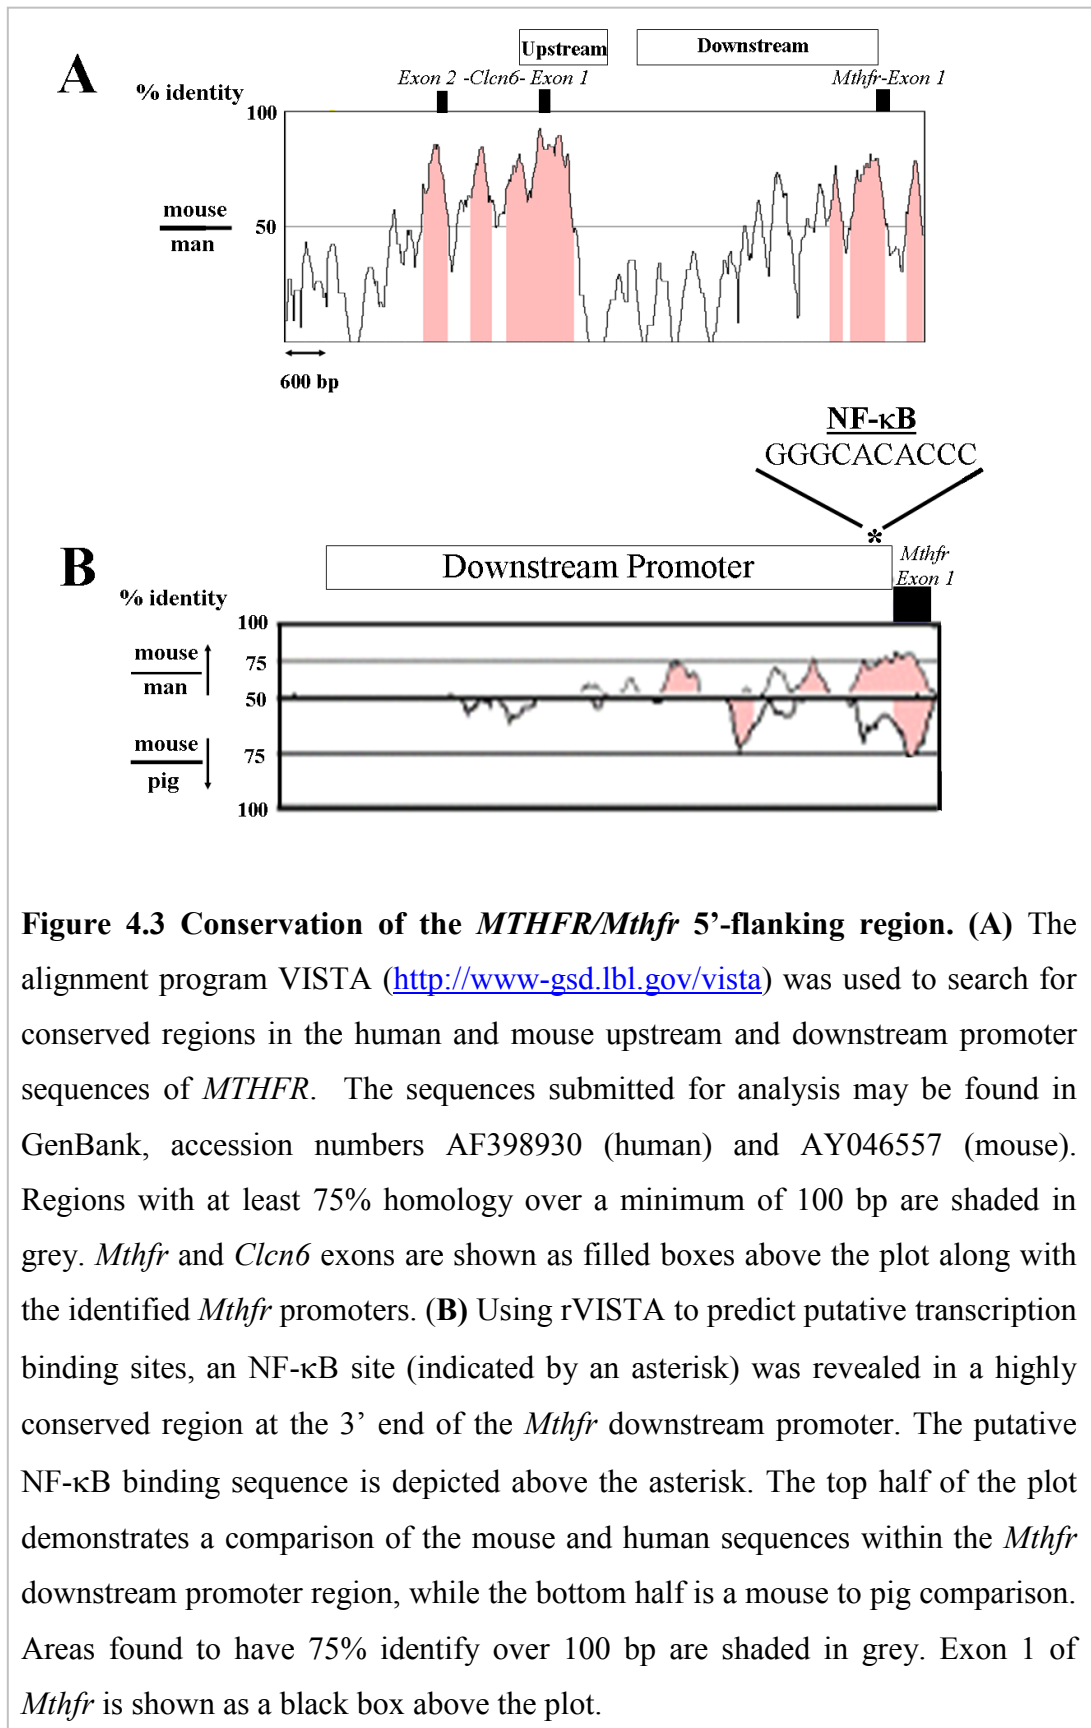 Upstream
Downstream
A
Exon 2 -Clcn6- Exon 1
Mthfr-Exon 1
% identity
100
mouse
man
50
600 bp
NF-κB
GGGCACACCC
*
B
Downstream Promoter
Mthfr
Exon 1
% identity
100
mouse
man
75
50
mouse
pig
75
100
Figure 4.3 Conservation of the MTHFR/Mthfr 5’-flanking region. (A) The
alignment program VISTA (http://www-gsd.lbl.gov/vista) was used to search for
conserved regions in the human and mouse upstream and downstream promoter
sequences of MTHFR. The sequences submitted for analysis may be found in
GenBank, accession numbers AF398930 (human) and AY046557 (mouse).
Regions with at least 75% homology over a minimum of 100 bp are shaded in
grey. Mthfr and Clcn6 exons are shown as filled boxes above the plot along with
the identified Mthfr promoters. (B) Using rVISTA to predict putative transcription
binding sites, an NF-κB site (indicated by an asterisk) was revealed in a highly
conserved region at the 3’ end of the Mthfr downstream promoter. The putative
NF-κB binding sequence is depicted above the asterisk. The top half of the plot
demonstrates a comparison of the mouse and human sequences within the Mthfr
downstream promoter region, while the bottom half is a mouse to pig comparison.
Areas found to have 75% identify over 100 bp are shaded in grey. Exon 1 of
Mthfr is shown as a black box above the plot.